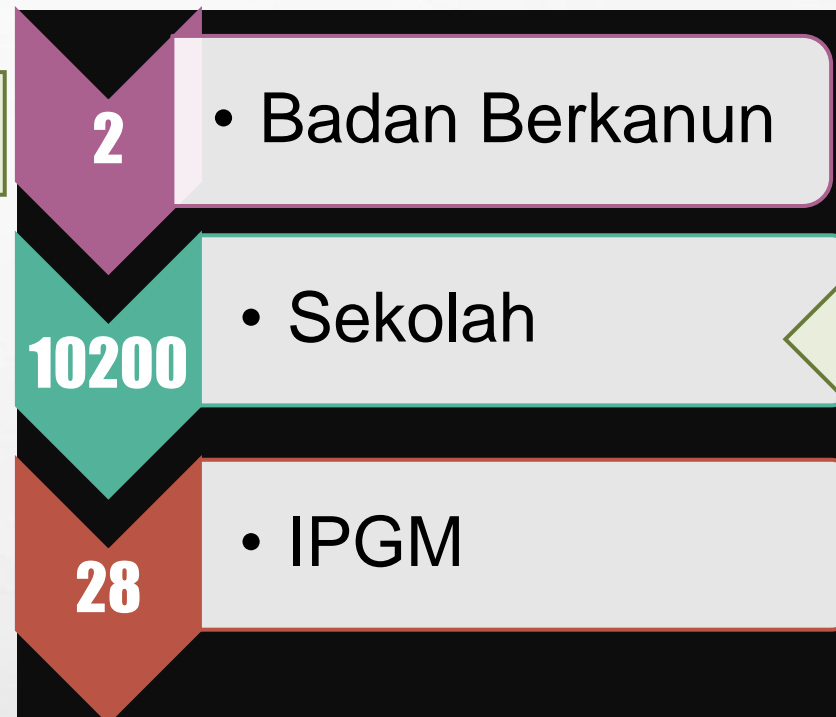 2
• Badan Berkanun
10200
• Sekolah
28
• IPGM